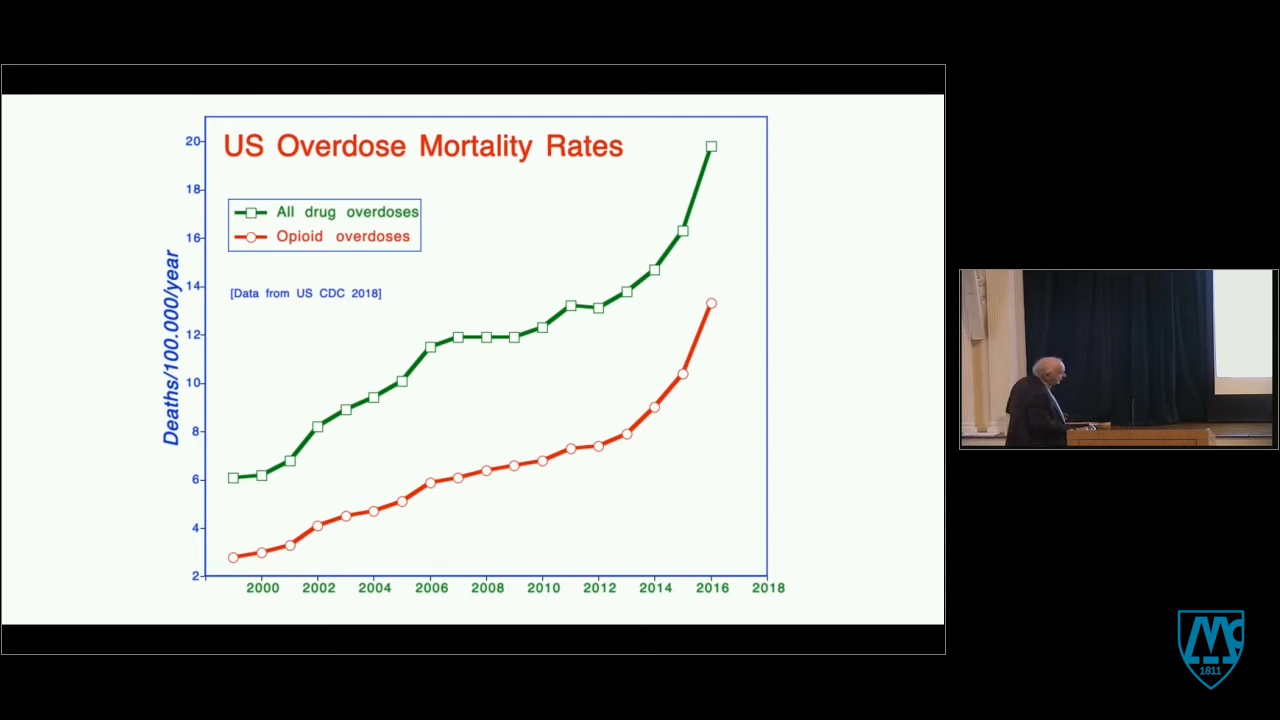 US Overdose Mortality Rates
All drug overdoses
Opioid overdoses
[Data from US CDC 2018]
Deaths/100.000/year
20
18
16
14
12
10
8
6
4
2
2000 2002 2004 2006 2008 2010 2012 2014 2016 2018
Mc
1811